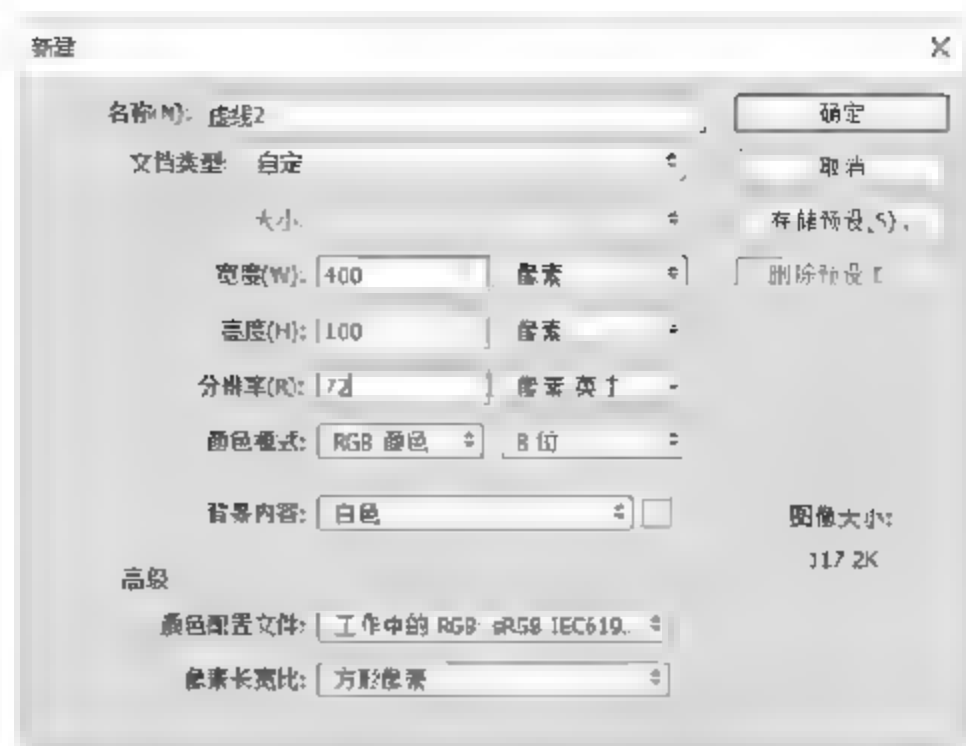 新建
名称(N): 虚线2 确定
文档类型: 自定 取消
大小: 存储预设(S)...
宽度(W): 400 像素 删除预设
高度(H): 100 像素
分辨率(R): 72 像素/英寸
颜色模式: RGB 颜色 8 位
背景内容: 白色 图像大小:
117.2K
高级
颜色配置文件: 工作中的 RGB: sRGB IEC619...
像素长宽比: 方形像素